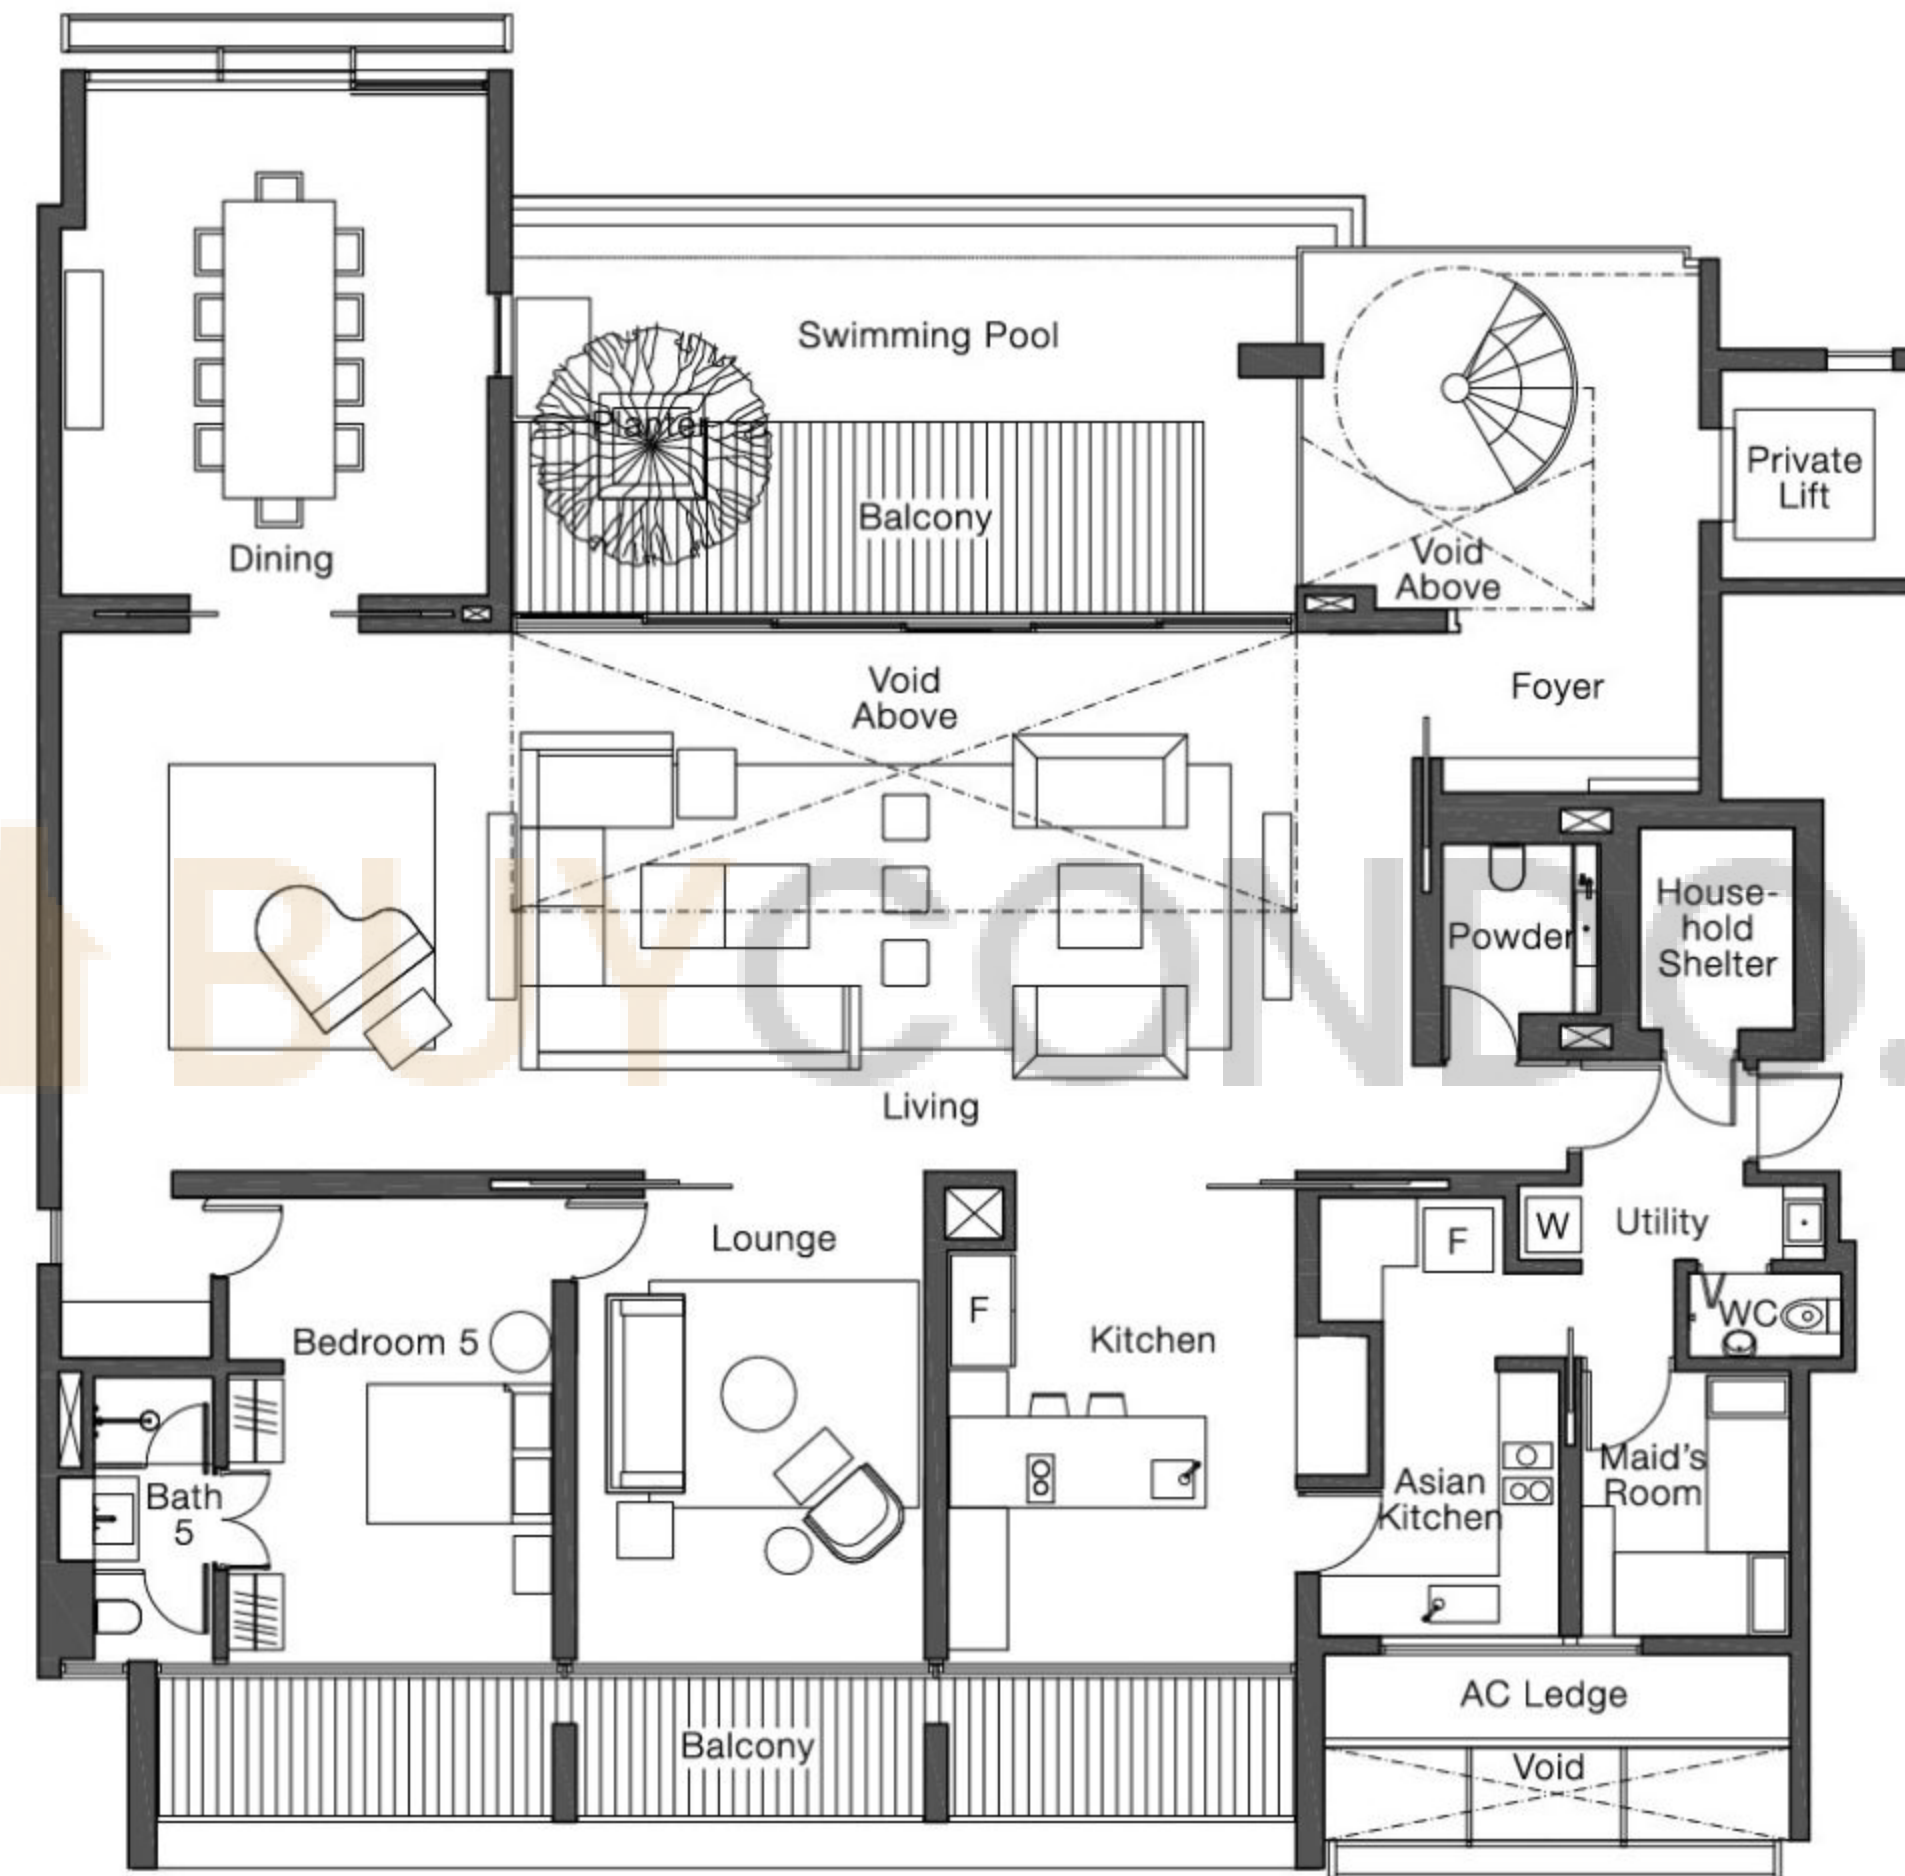 Swimming Pool
Planter
Private
Lift
Balcony
Dining
Void
Above
Void
Above
Foyer
BUYCONDO.
House-
hold
Shelter
Powder
Living
Lounge
F
W
Utility
F
Kitchen
WC
Bedroom 5
Bath
5
Asian
Kitchen
Maid's
Room
AC Ledge
Balcony
Void